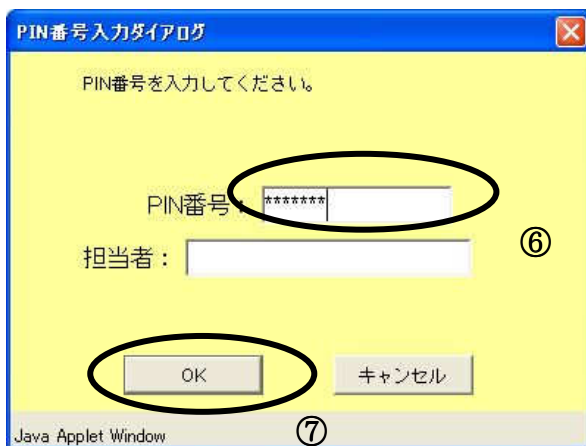 PIN番号入力ダイアログ
PIN番号を入力してください。
PIN番号： *******
⑥
担当者：
OK
キャンセル
Java Applet Window
⑦